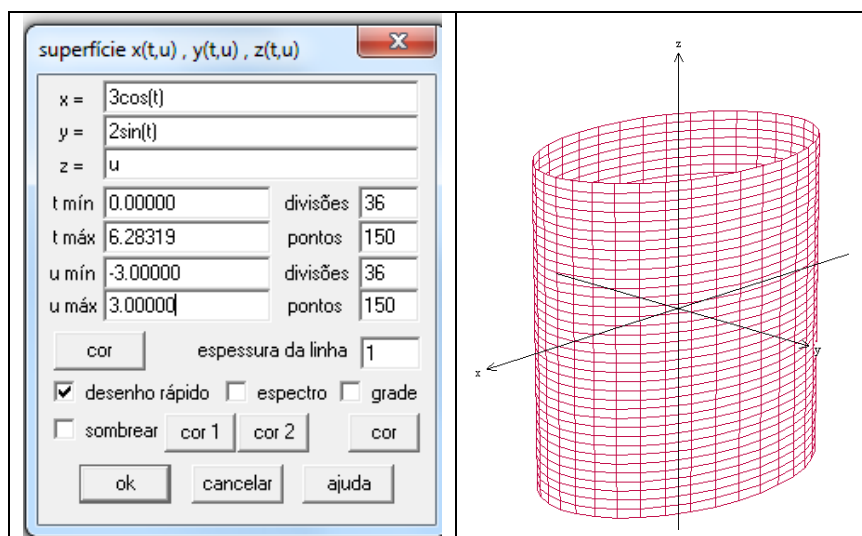 superfície x(t,u) , y(t,u) , z(t,u)
x = 3cos(t)
y = 2sin(t)
z = u
t mín 0.00000 divisões 36
t máx 6.28319 pontos 150
u mín -3.00000 divisões 36
u máx 3.00000 pontos 150
cor espessura da linha 1
desenho rápido espectro grade
sombrear cor 1 cor 2 cor
ok cancelar ajuda
z
x
y